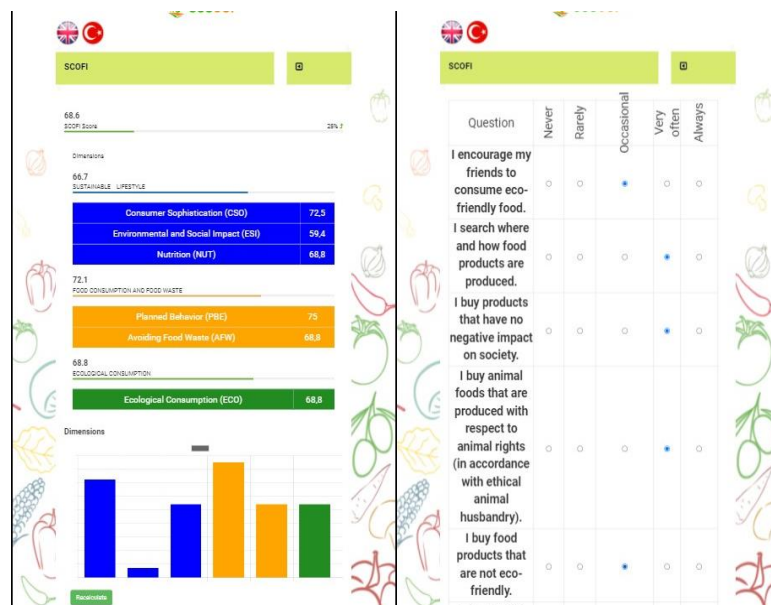 SCOFI
68.6
SCOFI Score
28%
Dimensions
66.7
SUSTAINABLE LIFESTYLE
Consumer Sophistication (CSO) 72,5
Environmental and Social Impact (ESI) 59,4
Nutrition (NUT) 68,8
72.1
FOOD CONSUMPTION AND FOOD WASTE
Planned Behavior (PBE) 75
Avoiding Food Waste (AFW) 68,8
68.8
ECOLOGICAL CONSUMPTION
Ecological Consumption (ECO) 68,8
Dimensions
Recalculate
SCOFI
Question Never Rarely Occasional Very often Always
I encourage my
friends to
consume eco-
friendly food.
I search where
and how food
products are
produced.
I buy products
that have no
negative impact
on society.
I buy animal
foods that are
produced with
respect to
animal rights
(in accordance
with ethical
animal
husbandry).
I buy food
products that
are not eco-
friendly.